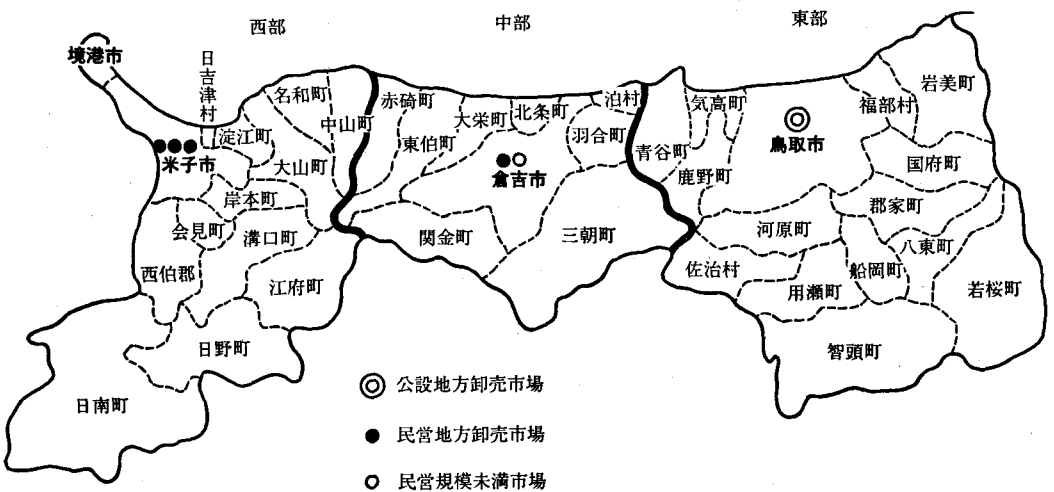 西部
中部
東部
境港市
日吉津村
名和町
中山町
淀江町
米子市
大山町
岸本町
会見町
溝口町
西伯郡
江府町
日野町
日南町
赤碕町
東伯町
大栄町
北条町
泊村
羽合町
倉吉市
関金町
三朝町
青谷町
気高町
鹿野町
鳥取市
福部村
岩美町
国府町
郡家町
河原町
八東町
船岡町
佐治村
用瀬町
若桜町
智頭町
公設地方卸売市場
民営地方卸売市場
民営規模未満市場